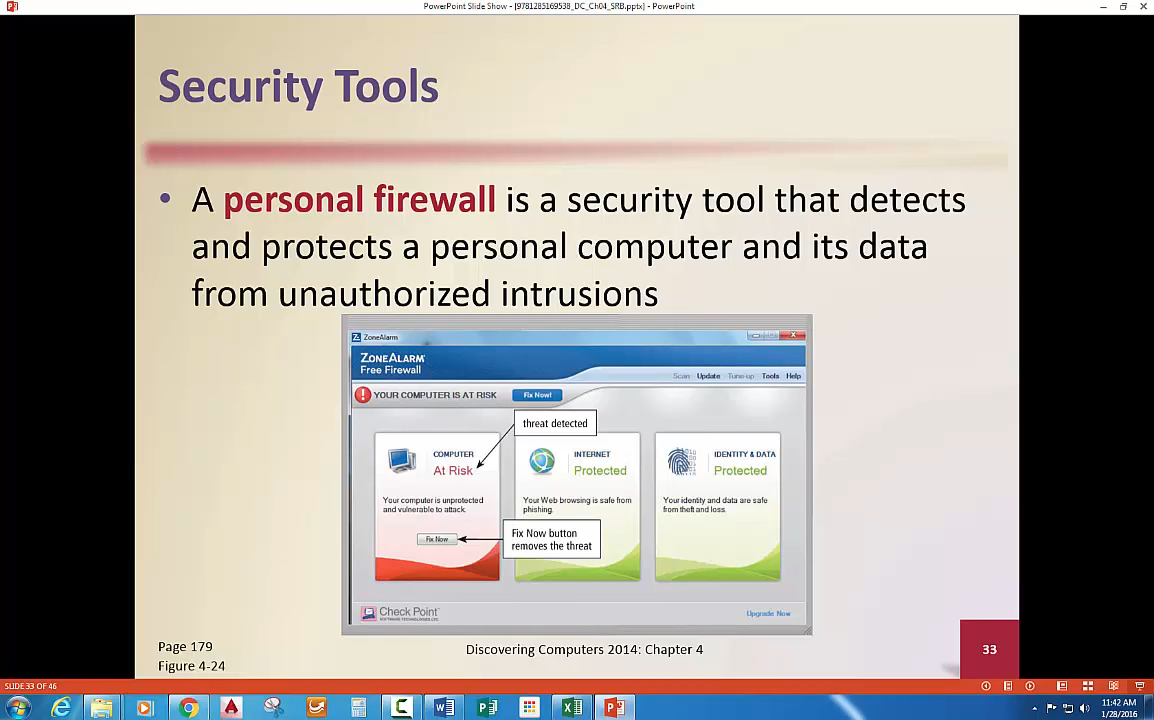 PowerPoint Slide Show - [9781285169538_DC_Ch04_SRB.pptx] - PowerPoint
Security Tools
• A personal firewall is a security tool that detects
and protects a personal computer and its data
from unauthorized intrusions
ZoneAlarm
ZONEALARM
Free Firewall
Scan Update Tune-up Tools Help
YOUR COMPUTER IS AT RISK Fix Now!
threat detected
COMPUTER
At Risk
Your computer is unprotected
and vulnerable to attack.
Fix Now
INTERNET
Protected
Your Web browsing is safe from
phishing.
Fix Now button
removes the threat
IDENTITY & DATA
Protected
Your identity and data are safe
from theft and loss.
Check Point
SOFTWARE TECHNOLOGIES LTD.
Upgrade Now
Page 179
Figure 4-24
Discovering Computers 2014: Chapter 4
33
SLIDE 33 OF 46
11:42 AM
1/28/2016